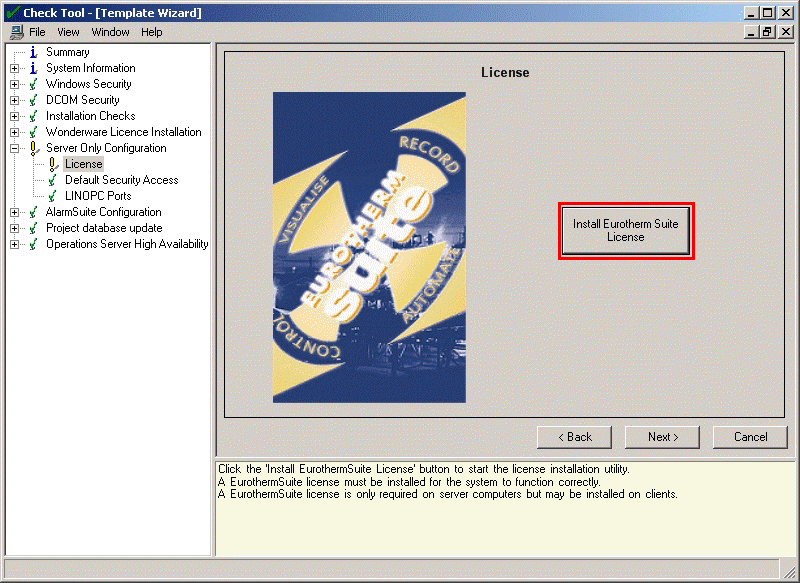 Check Tool - [Template Wizard]
File View Window Help
Summary
System Information
Windows Security
DCOM Security
Installation Checks
Wonderware Licence Installation
Server Only Configuration
License
Default Security Access
LINOPC Ports
AlarmSuite Configuration
Project database update
Operations Server High Availability
License
VISUALISE
RECORD
EUROTHERM
suite
CONTROL
AUTOMATE
Install Eurotherm Suite
License
< Back
Next >
Cancel
Click the 'Install EurothermSuite License' button to start the license installation utility.
A EurothermSuite license must be installed for the system to function correctly.
A EurothermSuite license is only required on server computers but may be installed on clients.